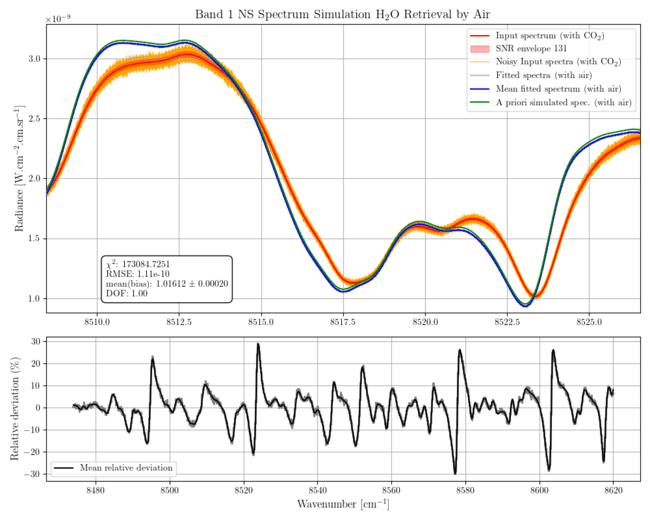 Band 1 NS Spectrum Simulation H₂O Retrieval by Air
×10⁻⁹
Radiance [W.cm⁻².cm.sr⁻¹]
3.0
2.5
2.0
1.5
1.0
Input spectrum (with CO₂)
SNR envelope 131
Noisy Input spectra (with CO₂)
Fitted spectra (with air)
Mean fitted spectrum (with air)
A priori simulated spec. (with air)
χ²: 173084.7251
RMSE: 1.11e-10
mean(bias): 1.01612 ± 0.00020
DOF: 1.00
8510.0 8512.5 8515.0 8517.5 8520.0 8522.5 8525.0
Relative deviation (%)
30
20
10
0
−10
−20
−30
Mean relative deviation
8480 8500 8520 8540 8560 8580 8600 8620
Wavenumber [cm⁻¹]